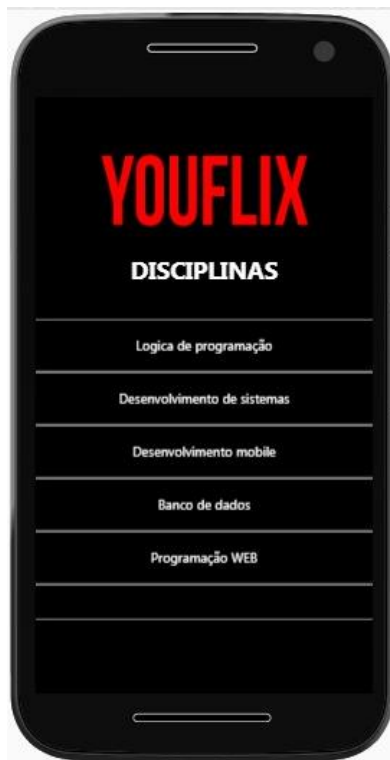 YOUFLIX
DISCIPLINAS
Logica de programação
Desenvolvimento de sistemas
Desenvolvimento mobile
Banco de dados
Programação WEB